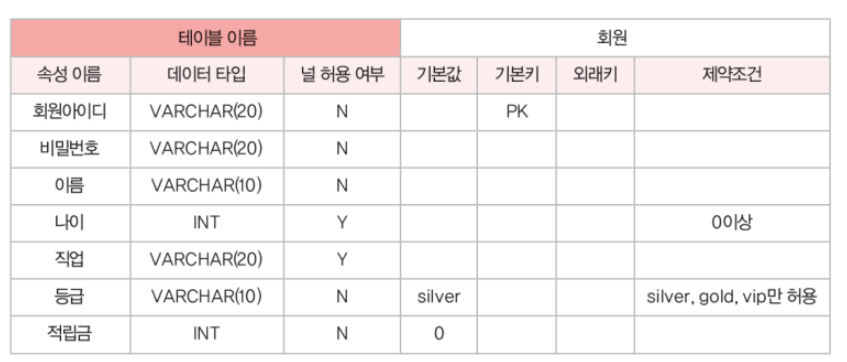 테이블 이름 회원
속성 이름 데이터 타입 널 허용 여부 기본값 기본키 외래키 제약조건
회원아이디 VARCHAR(20) N PK
비밀번호 VARCHAR(20) N
이름 VARCHAR(10) N
나이 INT Y 0이상
직업 VARCHAR(20) Y
등급 VARCHAR(10) N silver silver, gold, vip만 허용
적립금 INT N 0